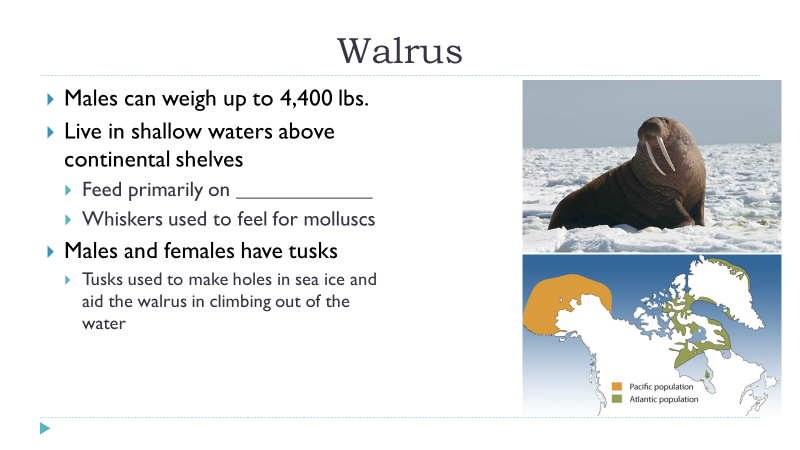 Walrus
Males can weigh up to 4,400 lbs.
Live in shallow waters above
continental shelves
Feed primarily on _____________
Whiskers used to feel for molluscs
Males and females have tusks
Tusks used to make holes in sea ice and
aid the walrus in climbing out of the
water
Pacific population
Atlantic population